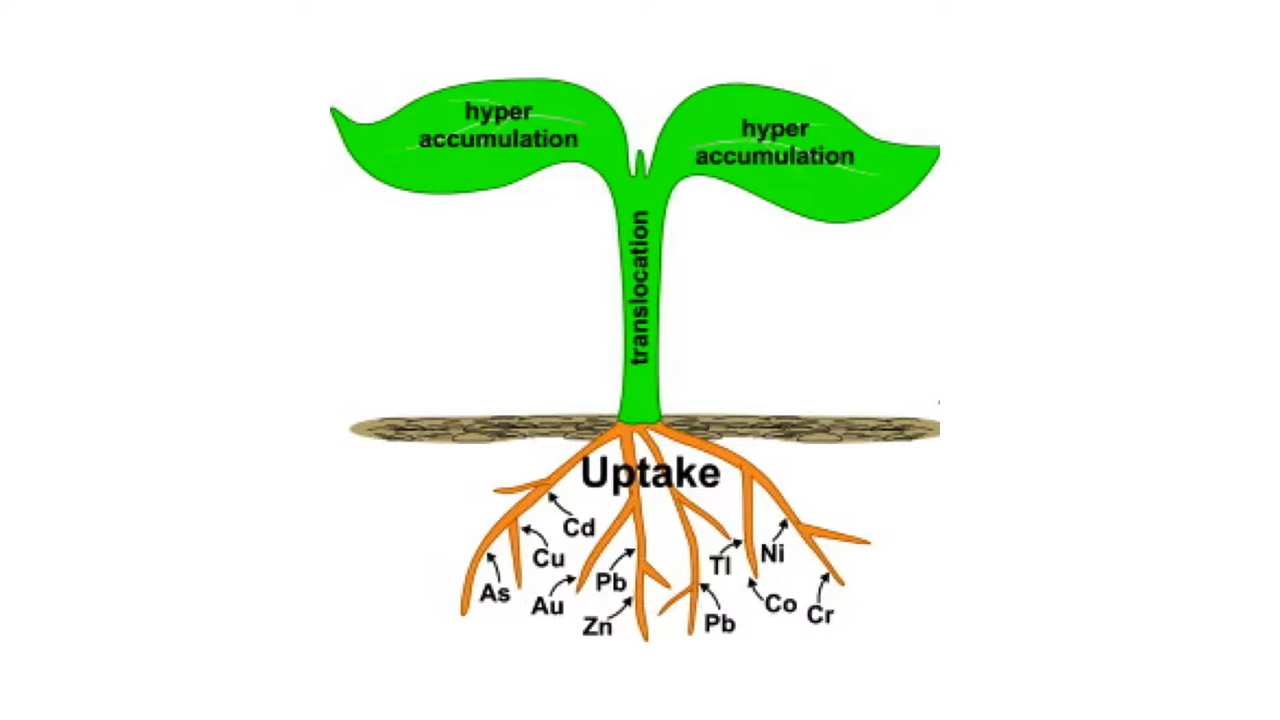 hyper
accumulation
hyper
accumulation
translocation
Uptake
Cd
Cu
As
Au
Pb
Zn
Pb
Tl
Ni
Co
Cr